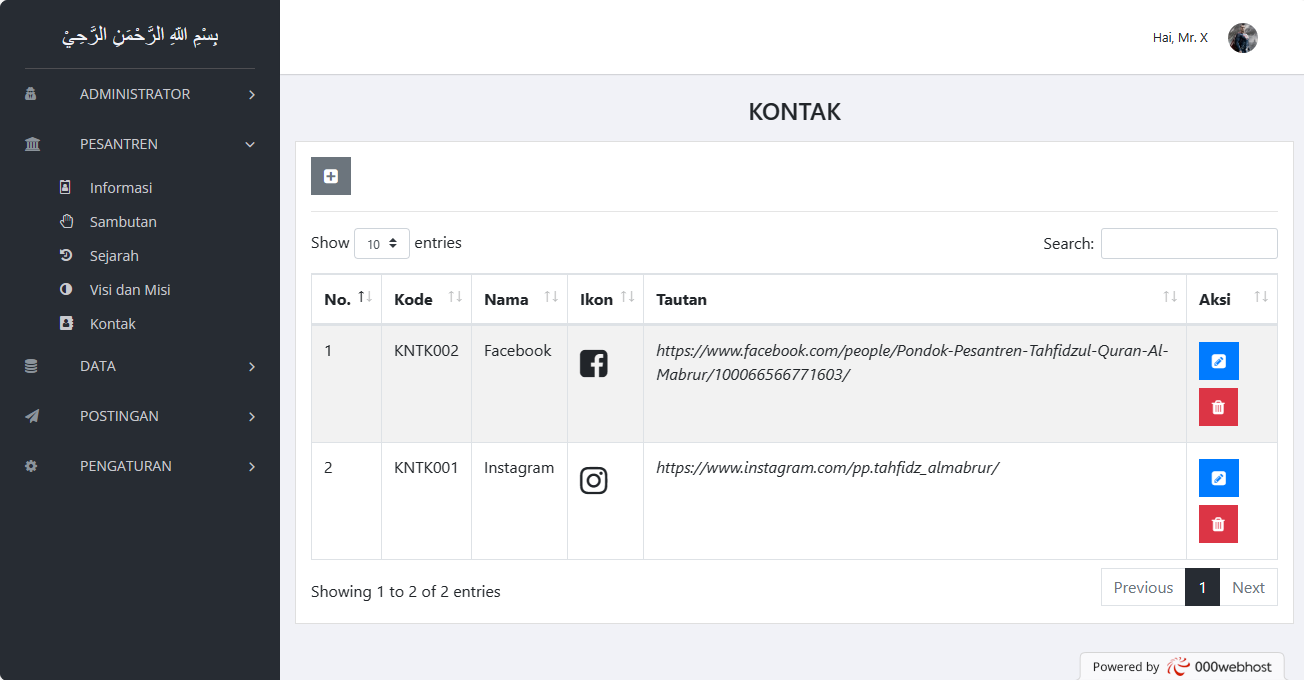 بِسْمِ اللهِ الرَّحْمَنِ الرَّحِيْ
Hai, Mr. X
ADMINISTRATOR
PESANTREN
Informasi
Sambutan
Sejarah
Visi dan Misi
Kontak
DATA
POSTINGAN
PENGATURAN
KONTAK
Show 10 entries
Search:
No. Kode Nama Ikon Tautan Aksi
1 KNTK002 Facebook https://www.facebook.com/people/Pondok-Pesantren-Tahfidzul-Quran-Al-
Mabrur/100066566771603/
2 KNTK001 Instagram https://www.instagram.com/pp.tahfidz_almabrur/
Showing 1 to 2 of 2 entries
Previous 1 Next
Powered by 000webhost